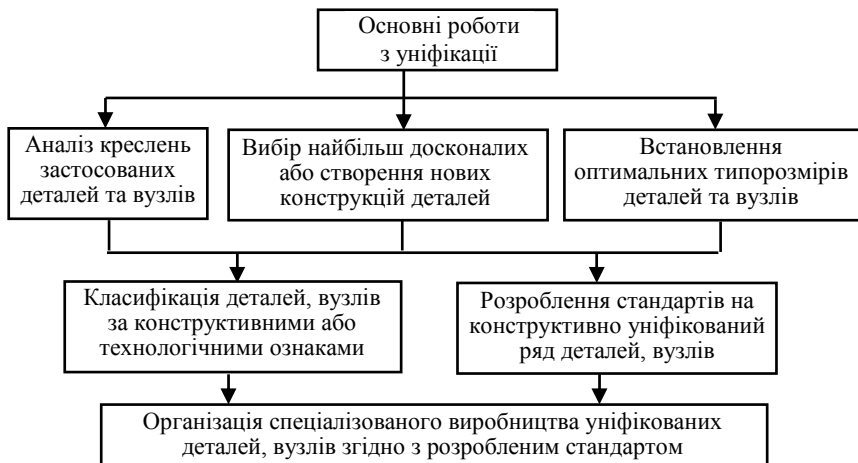 Основні роботи
з уніфікації
Аналіз креслень
застосованих
деталей та вузлів
Вибір найбільш досконалих
або створення нових
конструкцій деталей
Встановлення
оптимальних типорозмірів
деталей та вузлів
Класифікація деталей, вузлів
за конструктивними або
технологічними ознаками
Розроблення стандартів на
конструктивно уніфікований
ряд деталей, вузлів
Організація спеціалізованого виробництва уніфікованих
деталей, вузлів згідно з розробленим стандартом